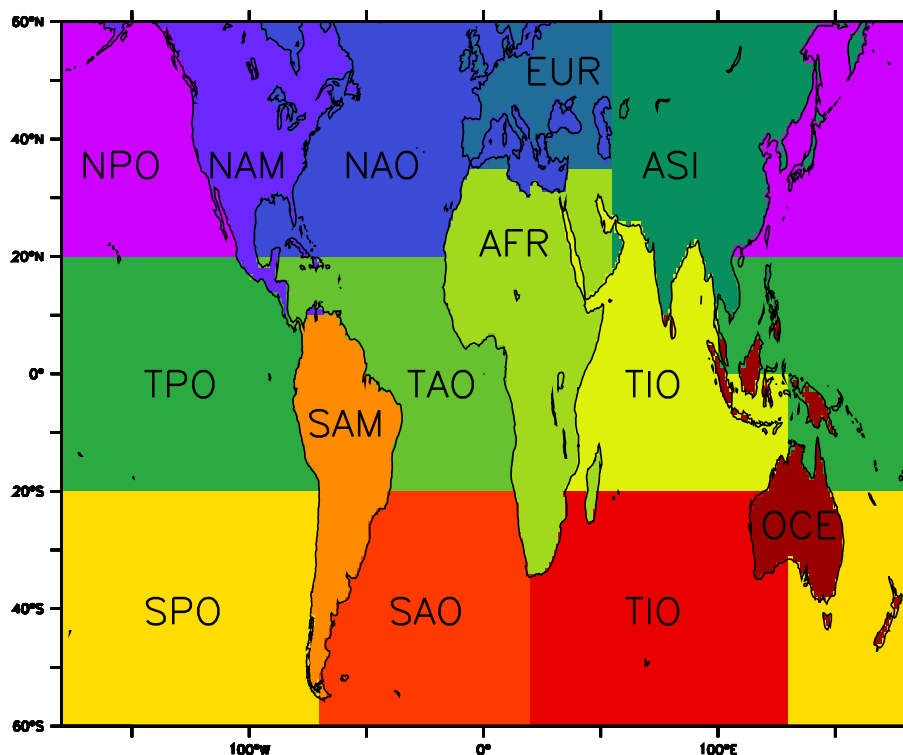 60°N
EUR
40°N
NPO NAM NAO ASI
AFR
20°N
0° TPO TAO TIO
SAM
20°S
OCE
40°S SPO SAO TIO
60°S
100°W 0° 100°E